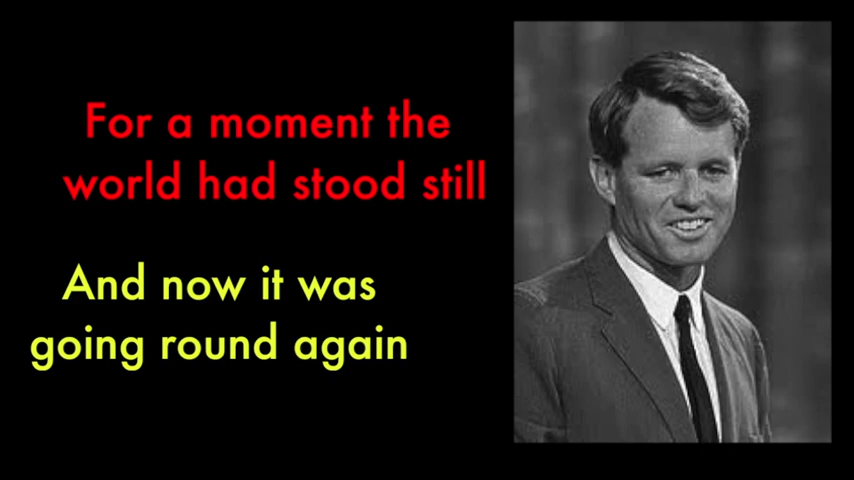 For a moment the
world had stood still
And now it was
going round again